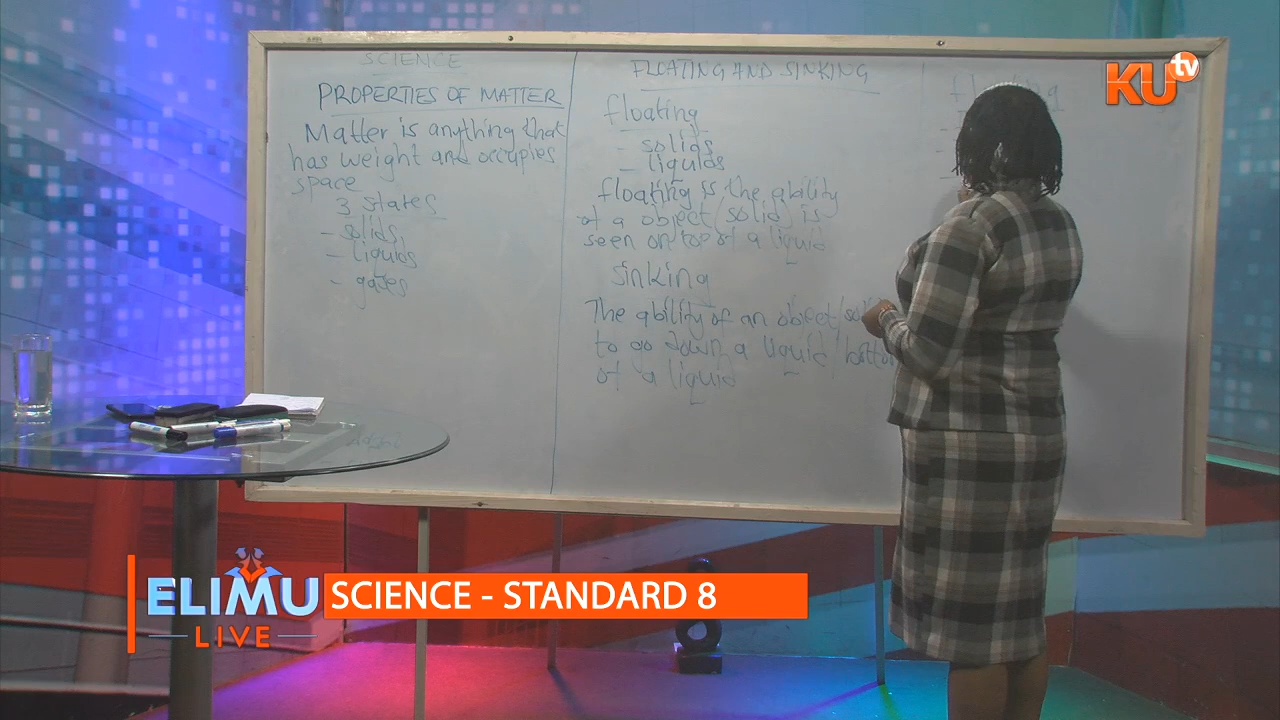 SCIENCE
PROPERTIES OF MATTER
Matter is anything that
has weight and occupies
space
3 states
- solids
- liquids
- gases
FLOATING AND SINKING
floating
- solids
- liquids
floating is the ability
of a object/solid is
seen on top of a liquid
sinking
The ability of an object/
to go down a liquid/
of a liquid
KU tv
ELIMU
LIVE
SCIENCE - STANDARD 8